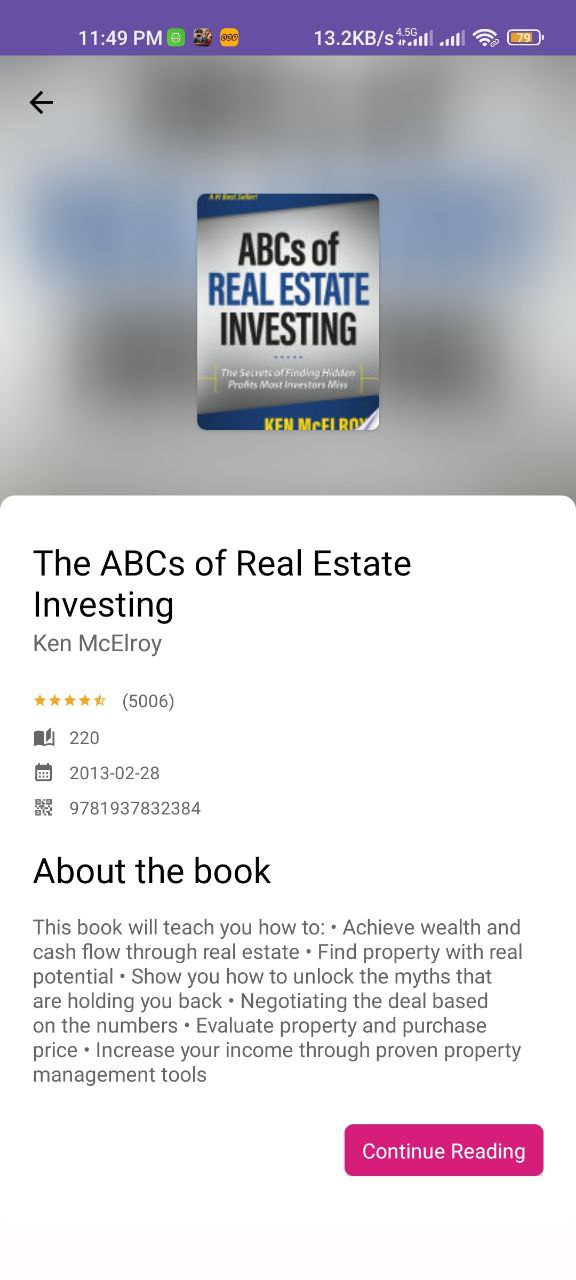 11:49 PM
13.2KB/s 4.5G 79
A #1 Best Seller!
ABCs of
REAL ESTATE
INVESTING
The Secrets of Finding Hidden
Profits Most Investors Miss
KEN McELROY
The ABCs of Real Estate
Investing
Ken McElroy
(5006)
220
2013-02-28
9781937832384
About the book
This book will teach you how to: • Achieve wealth and
cash flow through real estate • Find property with real
potential • Show you how to unlock the myths that
are holding you back • Negotiating the deal based
on the numbers • Evaluate property and purchase
price • Increase your income through proven property
management tools
Continue Reading